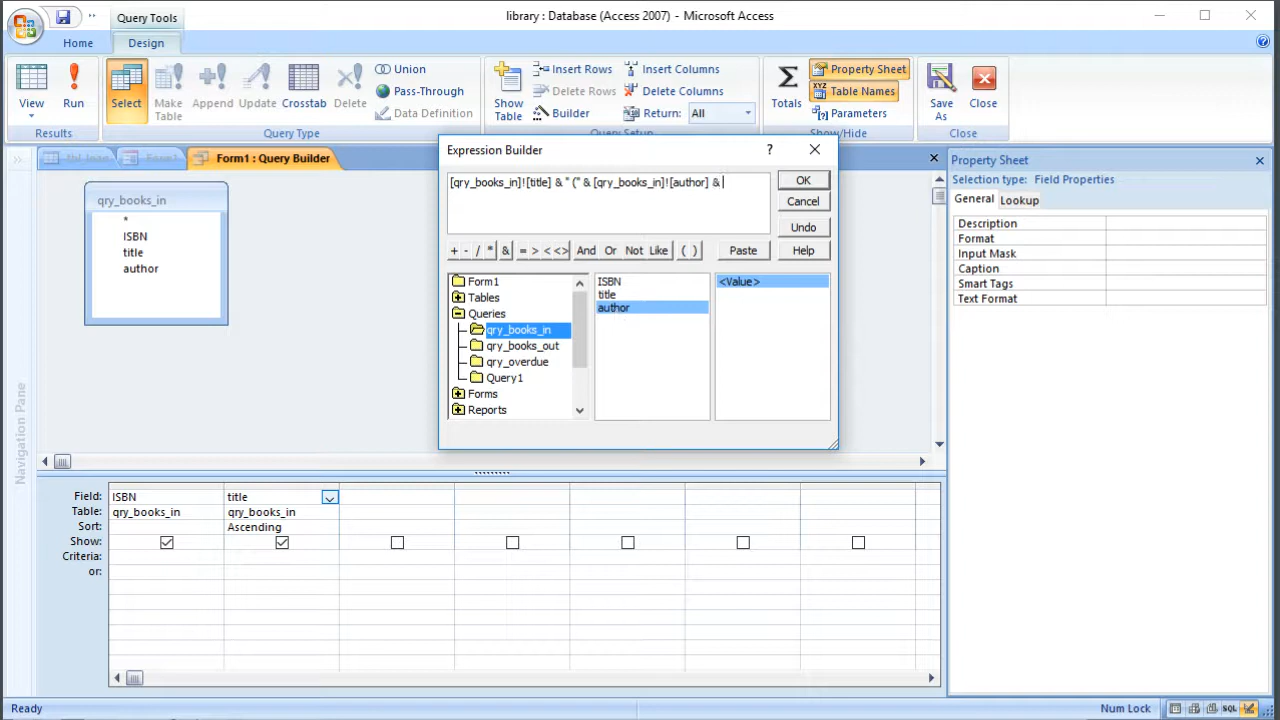 Query Tools
library : Database (Access 2007) - Microsoft Access
Home
Design
View
Run
Results
Select
Make Table
Append
Update
Crosstab
Delete
Union
Pass-Through
Data Definition
Query Type
Show Table
Insert Rows
Delete Rows
Builder
Insert Columns
Delete Columns
Return: All
Query Setup
Totals
Property Sheet
Table Names
Parameters
Show/Hide
Save As
Close
Close
Form1 : Query Builder
qry_books_in
*
ISBN
title
author
Expression Builder
[qry_books_in]![title] & " (" & [qry_books_in]![author] &
OK
Cancel
Undo
+ - / * & = > < <> And Or Not Like ( )
Paste
Help
Form1
Tables
Queries
qry_books_in
qry_books_out
qry_overdue
Query1
Forms
Reports
ISBN
title
author
<Value>
Property Sheet
Selection type: Field Properties
General Lookup
Description
Format
Input Mask
Caption
Smart Tags
Text Format
Navigation Pane
Field: ISBN title
Table: qry_books_in qry_books_in
Sort: Ascending
Show:
Criteria:
or:
Ready
Num Lock
SQL